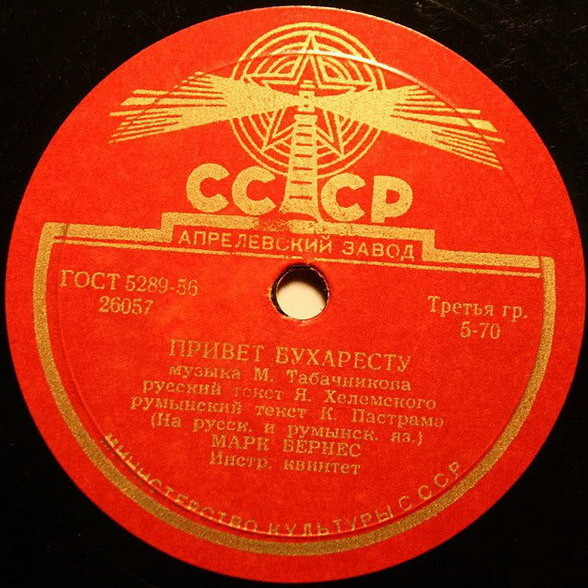 СССР
АПРЕЛЕВСКИЙ ЗАВОД
ГОСТ 5289-56
26057
Третья гр.
5-70
ПРИВЕТ БУХАРЕСТУ
музыка М. Табачникова
русский текст Я. Хелемского
румынский текст К. Пастрамэ
(На русск. и румынск. яз.)
МАРК БЕРНЕС
Инстр. квинтет
МИНИСТЕРСТВО КУЛЬТУРЫ СССР